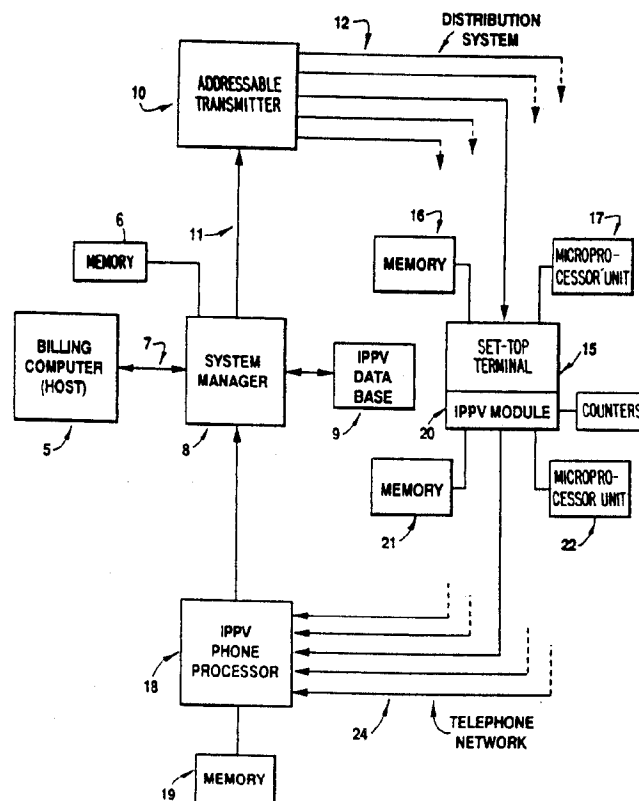 12
DISTRIBUTION
SYSTEM
10
ADDRESSABLE
TRANSMITTER
11
6
MEMORY
16
MEMORY
17
MICROPRO-
CESSOR UNIT
BILLING
COMPUTER
(HOST)
7
SYSTEM
MANAGER
IPPV
DATA
BASE
SET-TOP
TERMINAL
15
5
8
9
20
IPPV MODULE
COUNTERS
MEMORY
21
MICROPRO-
CESSOR UNIT
22
IPPV
PHONE
PROCESSOR
18
24
TELEPHONE
NETWORK
19
MEMORY